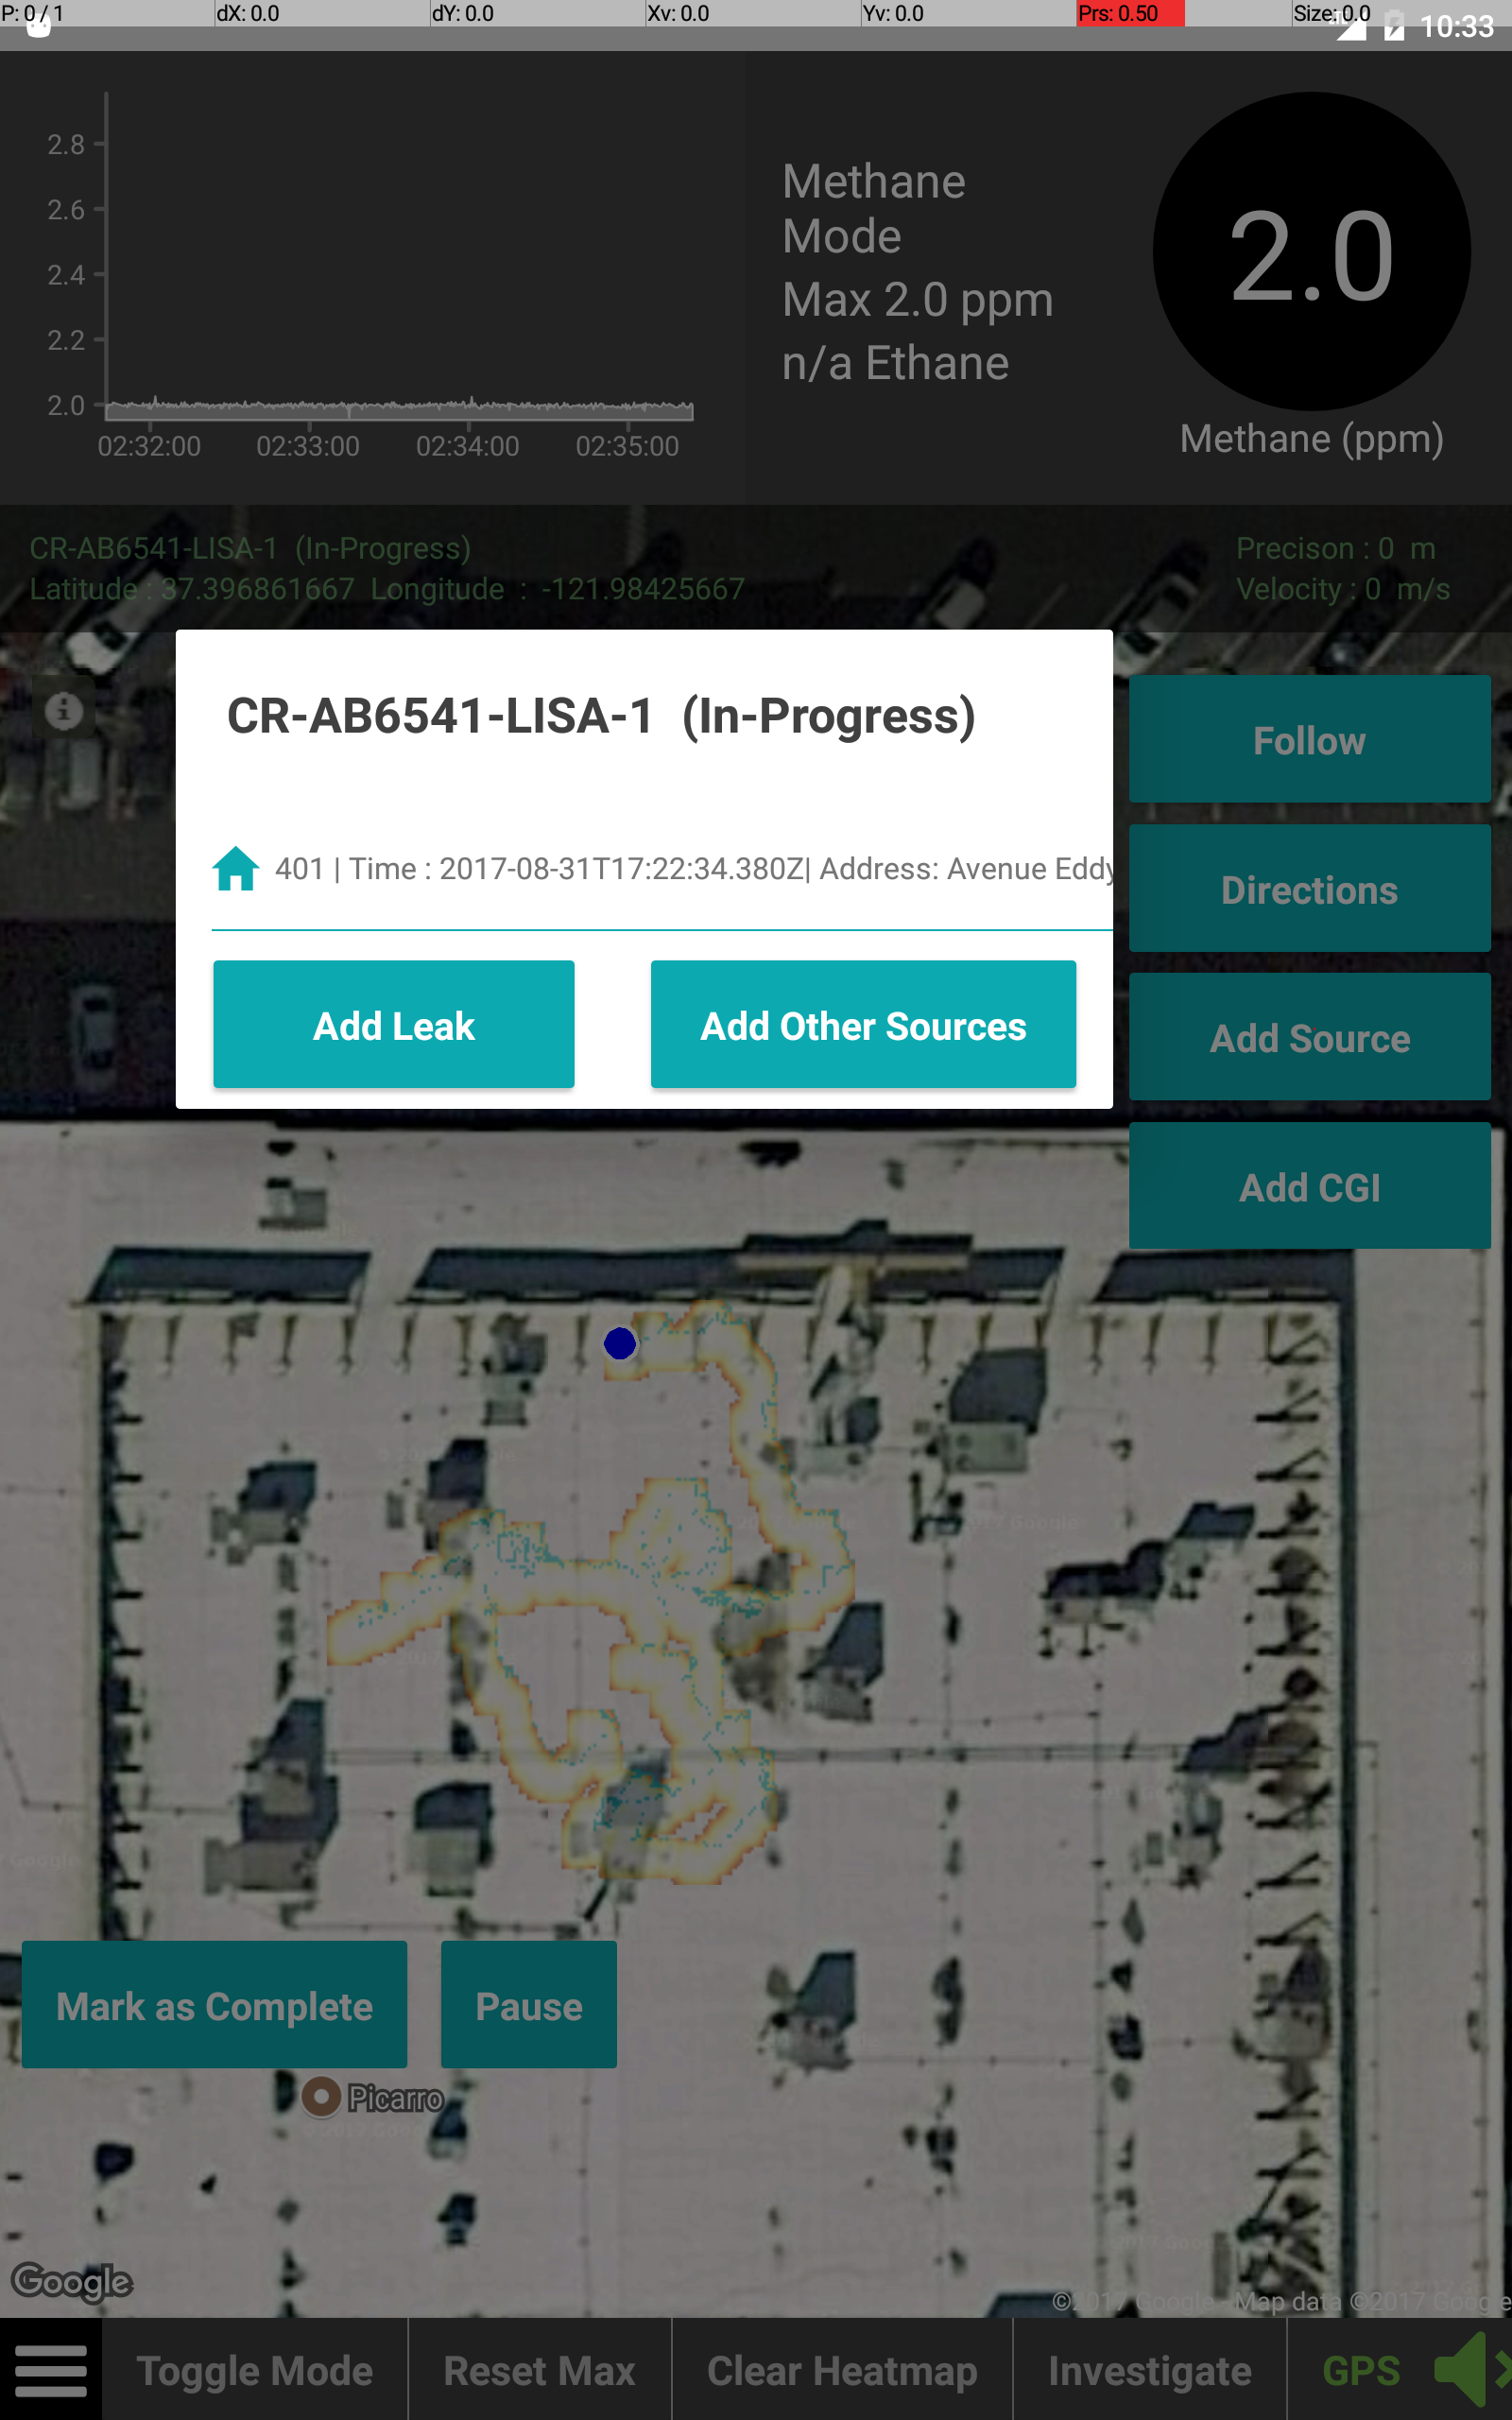 P: 0 / 1 dX: 0.0 dY: 0.0 Xv: 0.0 Yv: 0.0 Prs: 0.50 Size: 0.0
10:33
2.8
2.6
2.4
2.2
2.0
02:32:00 02:33:00 02:34:00 02:35:00
Methane
Mode
Max 2.0 ppm
n/a Ethane
2.0
Methane (ppm)
CR-AB6541-LISA-1 (In-Progress)
Latitude : 37.396861667 Longitude : -121.98425667
Precison : 0 m
Velocity : 0 m/s
CR-AB6541-LISA-1 (In-Progress)
401 | Time : 2017-08-31T17:22:34.380Z| Address: Avenue Eddy
Add Leak Add Other Sources
Follow
Directions
Add Source
Add CGI
Mark as Complete Pause
Picarro
Google
©2017 Google - Map data ©2017 Google
Toggle Mode Reset Max Clear Heatmap Investigate GPS